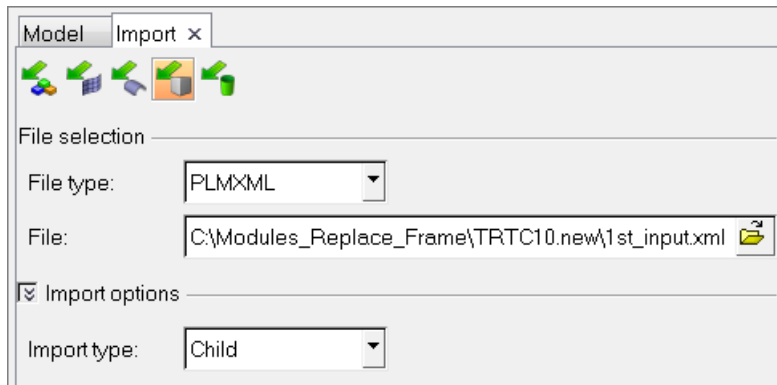 Model Import
File selection
File type: PLMXML
File: C:\Modules_Replace_Frame\TRTC10.new\1st_input.xml
Import options
Import type: Child